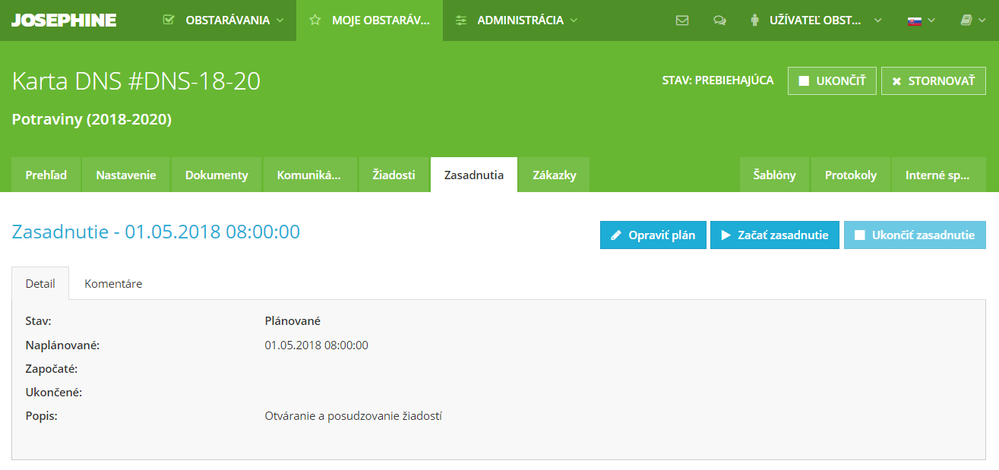 JOSEPHINE OBSTARÁVANIA MOJE OBSTARÁV... ADMINISTRÁCIA UŽÍVATEĽ OBST...
Karta DNS #DNS-18-20 STAV: PREBIEHAJÚCA UKONČIŤ STORNOVAŤ
Potraviny (2018-2020)
Prehľad Nastavenie Dokumenty Komuniká... Žiadosti Zasadnutia Zákazky Šablóny Protokoly Interné sp...
Zasadnutie - 01.05.2018 08:00:00 Opraviť plán Začať zasadnutie Ukončiť zasadnutie
Detail Komentáre
Stav: Plánované
Naplánované: 01.05.2018 08:00:00
Započaté:
Ukončené:
Popis: Otváranie a posudzovanie žiadostí